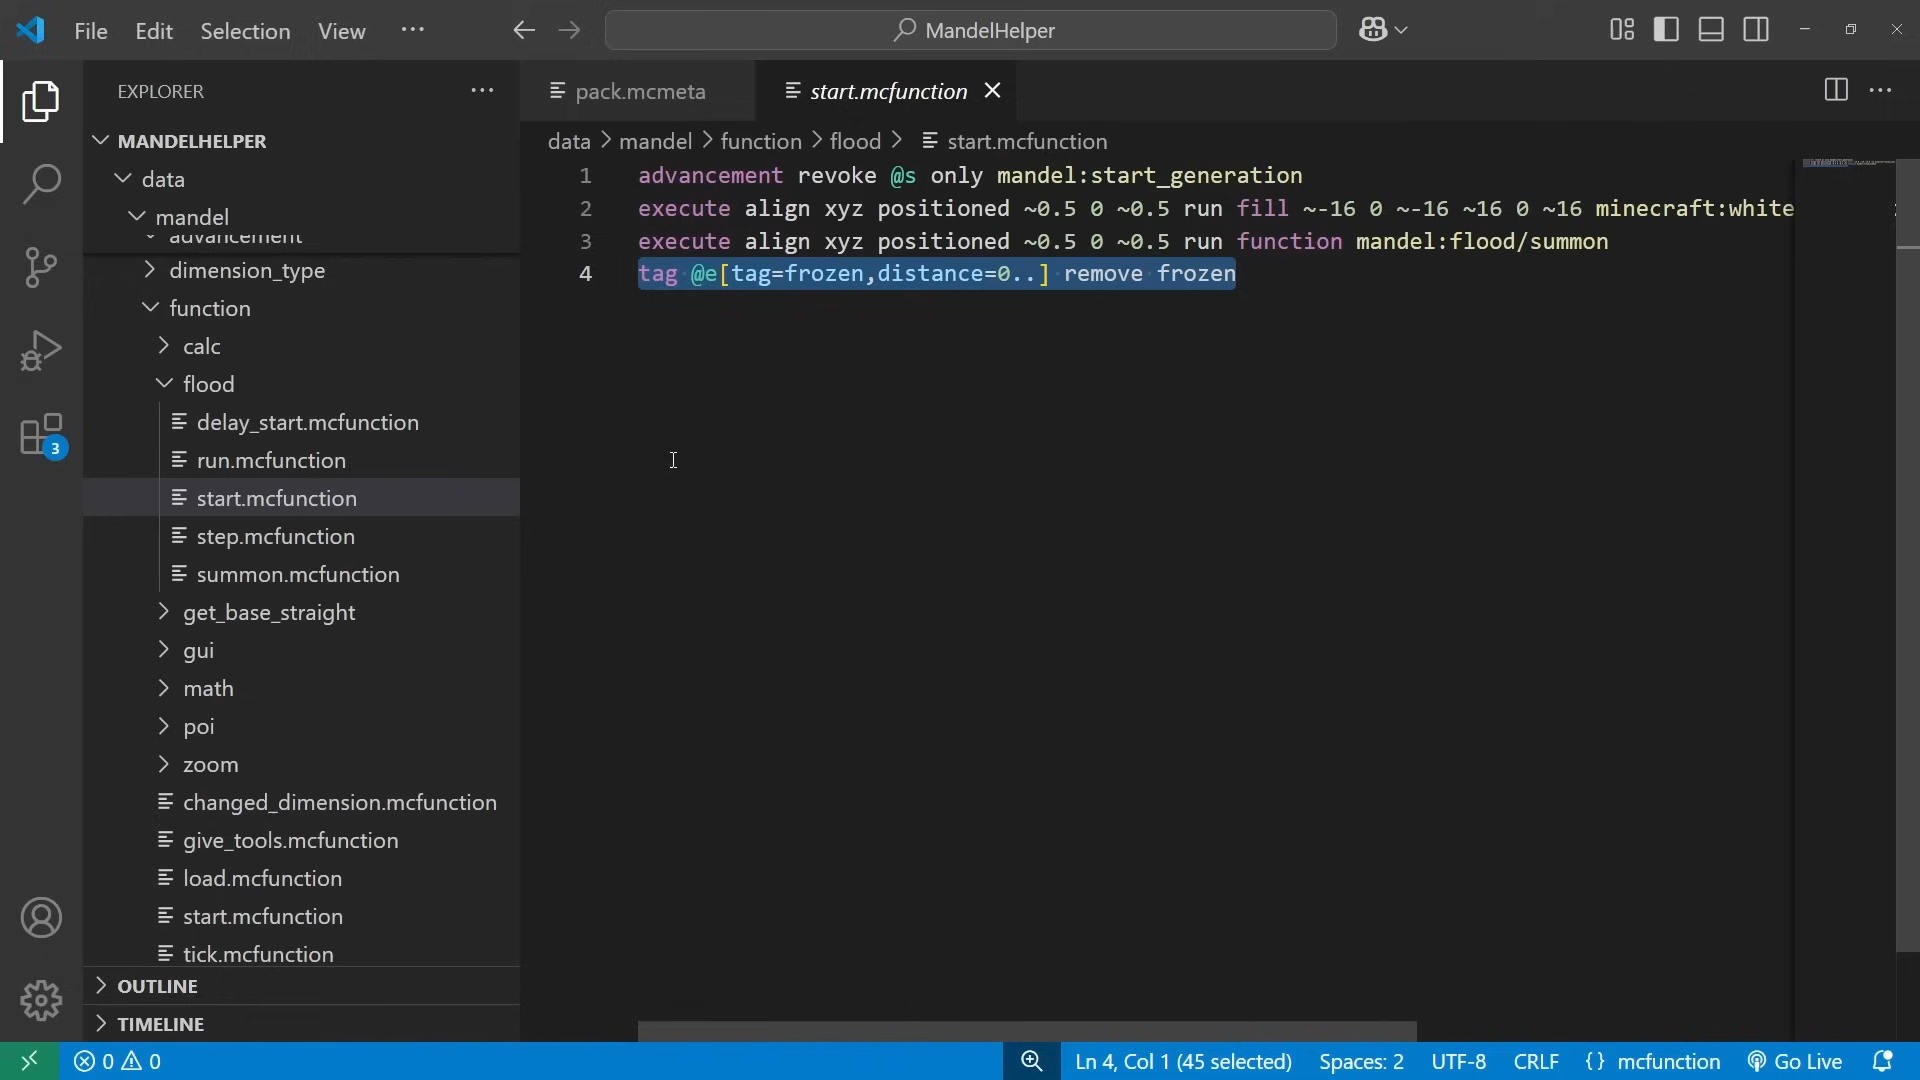 File Edit Selection View ···
MandelHelper
EXPLORER ···
MANDELHELPER
data
mandel
advancement
dimension_type
function
calc
flood
delay_start.mcfunction
run.mcfunction
start.mcfunction
step.mcfunction
summon.mcfunction
get_base_straight
gui
math
poi
zoom
changed_dimension.mcfunction
give_tools.mcfunction
load.mcfunction
start.mcfunction
tick.mcfunction
OUTLINE
TIMELINE
3
pack.mcmeta start.mcfunction
data > mandel > function > flood > start.mcfunction
1 advancement revoke @s only mandel:start_generation
2 execute align xyz positioned ~0.5 0 ~0.5 run fill ~-16 0 ~-16 ~16 0 ~16 minecraft:white
3 execute align xyz positioned ~0.5 0 ~0.5 run function mandel:flood/summon
4 tag @e[tag=frozen,distance=0..] remove frozen
0 0 Ln 4, Col 1 (45 selected) Spaces: 2 UTF-8 CRLF {} mcfunction Go Live